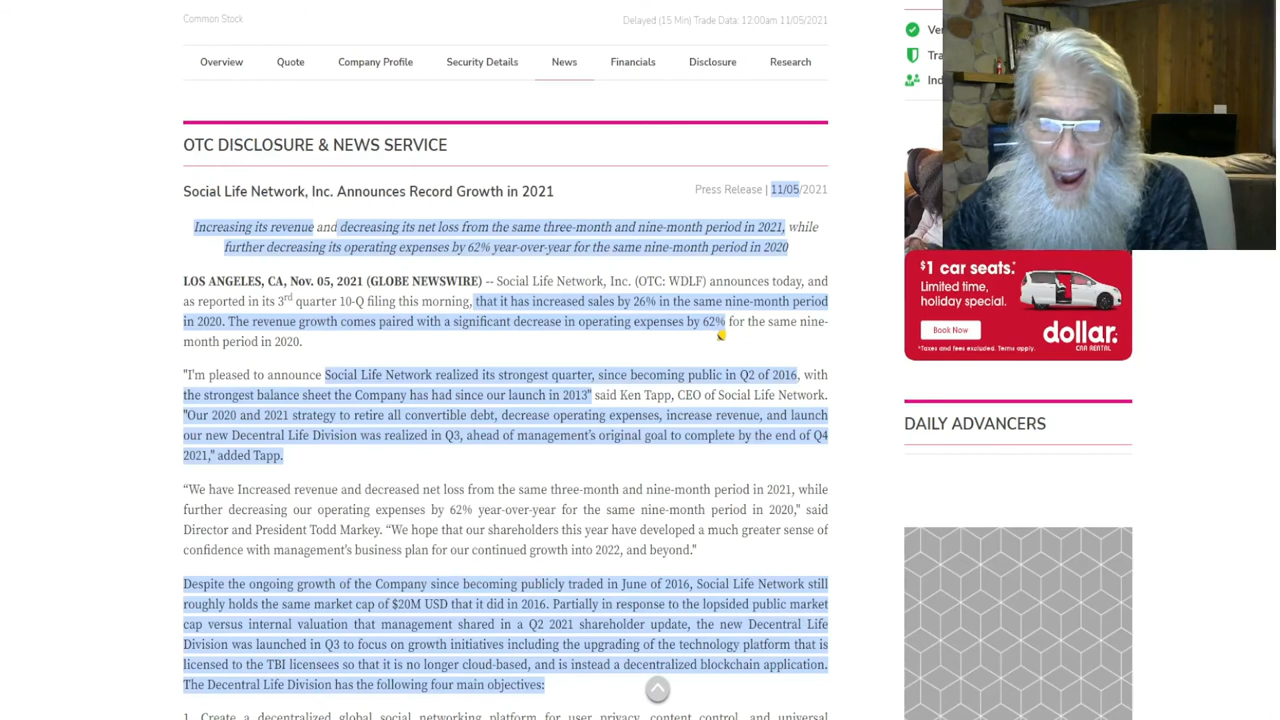 Common Stock
Delayed (15 Min) Trade Data: 12:00am 11/05/2021
Overview Quote Company Profile Security Details News Financials Disclosure Research
OTC DISCLOSURE & NEWS SERVICE
Social Life Network, Inc. Announces Record Growth in 2021
Press Release | 11/05/2021
Increasing its revenue and decreasing its net loss from the same three-month and nine-month period in 2021, while
further decreasing its operating expenses by 62% year-over-year for the same nine-month period in 2020
LOS ANGELES, CA, Nov. 05, 2021 (GLOBE NEWSWIRE) -- Social Life Network, Inc. (OTC: WDLF) announces today, and
as reported in its 3rd quarter 10-Q filing this morning, that it has increased sales by 26% in the same nine-month period
in 2020. The revenue growth comes paired with a significant decrease in operating expenses by 62% for the same nine-
month period in 2020.
"I'm pleased to announce Social Life Network realized its strongest quarter, since becoming public in Q2 of 2016, with
the strongest balance sheet the Company has had since our launch in 2013" said Ken Tapp, CEO of Social Life Network.
"Our 2020 and 2021 strategy to retire all convertible debt, decrease operating expenses, increase revenue, and launch
our new Decentral Life Division was realized in Q3, ahead of management's original goal to complete by the end of Q4
2021," added Tapp.
“We have Increased revenue and decreased net loss from the same three-month and nine-month period in 2021, while
further decreasing our operating expenses by 62% year-over-year for the same nine-month period in 2020," said
Director and President Todd Markey. “We hope that our shareholders this year have developed a much greater sense of
confidence with management's business plan for our continued growth into 2022, and beyond."
Despite the ongoing growth of the Company since becoming publicly traded in June of 2016, Social Life Network still
roughly holds the same market cap of $20M USD that it did in 2016. Partially in response to the lopsided public market
cap versus internal valuation that management shared in a Q2 2021 shareholder update, the new Decentral Life
Division was launched in Q3 to focus on growth initiatives including the upgrading of the technology platform that is
licensed to the TBI licensees so that it is no longer cloud-based, and is instead a decentralized blockchain application.
The Decentral Life Division has the following four main objectives:
1. Create a decentralized global social networking platform for user privacy, content control, and universal
$1 car seats.*
Limited time,
holiday special.
Book Now
dollar.
CAR RENTAL
*Taxes and fees excluded. Terms apply.
DAILY ADVANCERS